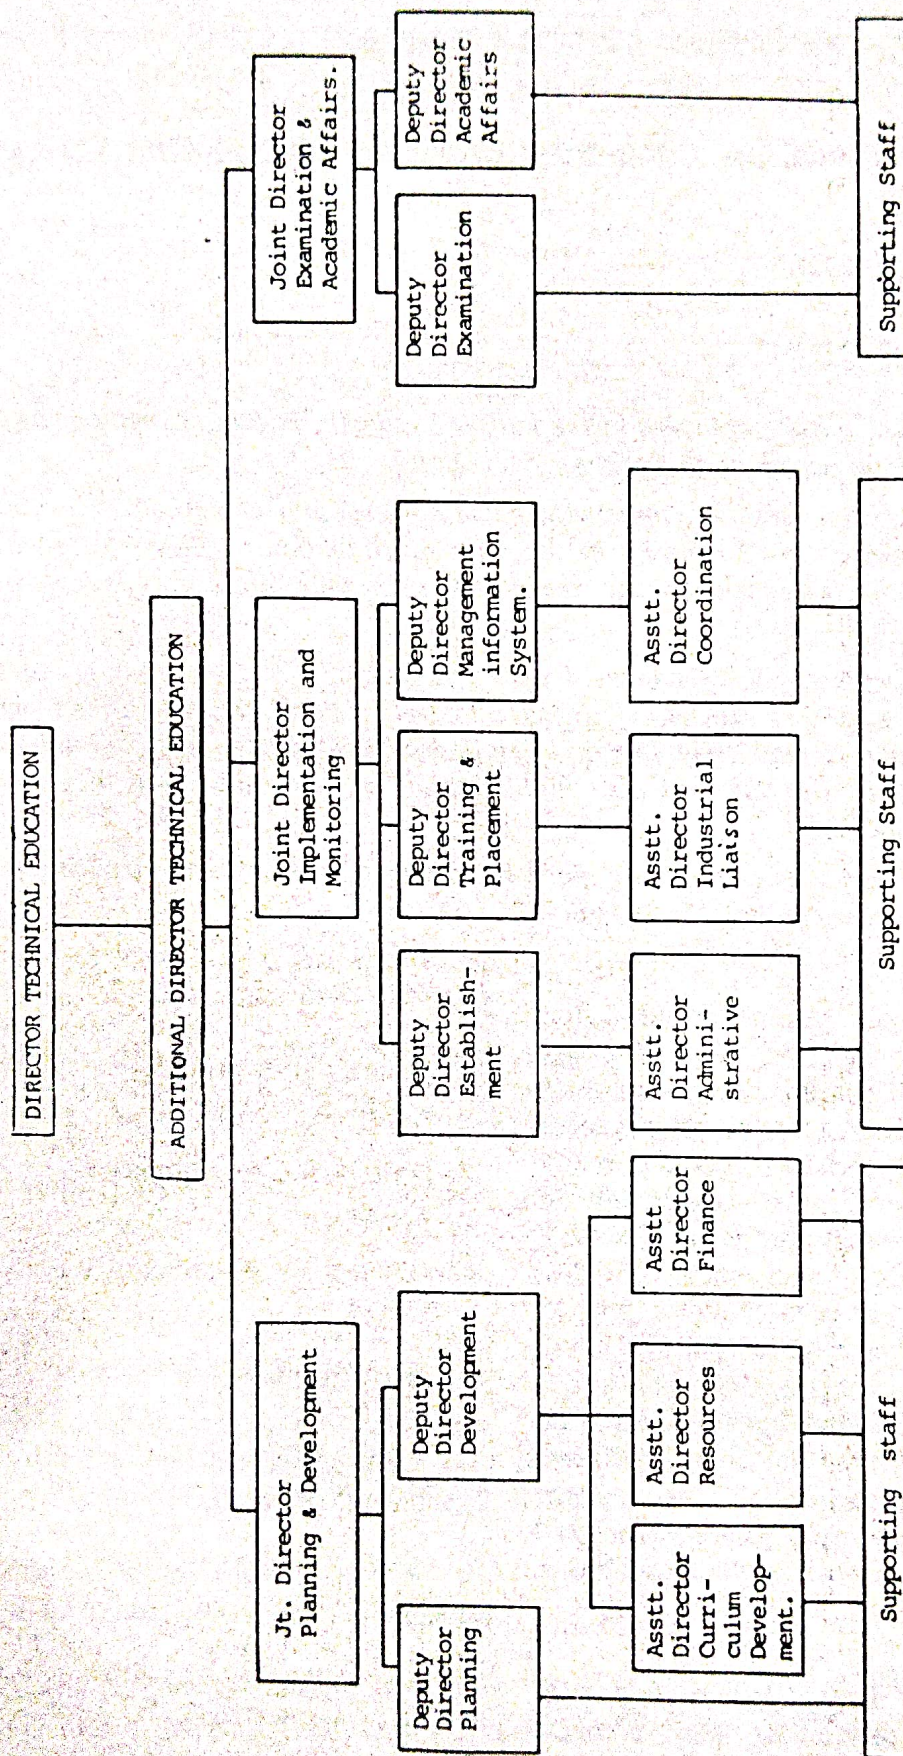 DIRECTOR TECHNICAL EDUCATION
ADDITIONAL DIRECTOR TECHNICAL EDUCATION
Jt. Director
Planning & Development
Joint Director
Implementation and
Monitoring
Joint Director
Examination &
Academic Affairs.
Deputy
Director
Planning
Deputy
Director
Development
Deputy
Director
Establish-
ment
Deputy
Director
Training &
Placement
Deputy
Director
Management
information
System.
Deputy
Director
Examination
Deputy
Director
Academic
Affairs
Asstt.
Director
Curri-
culum
Develop-
ment.
Asstt.
Director
Resources
Asstt
Director
Finance
Asstt.
Director
Admini-
strative
Asstt.
Director
Industrial
Liaison
Asstt.
Director
Coordination
Supporting staff
Supporting Staff
Supporting Staff